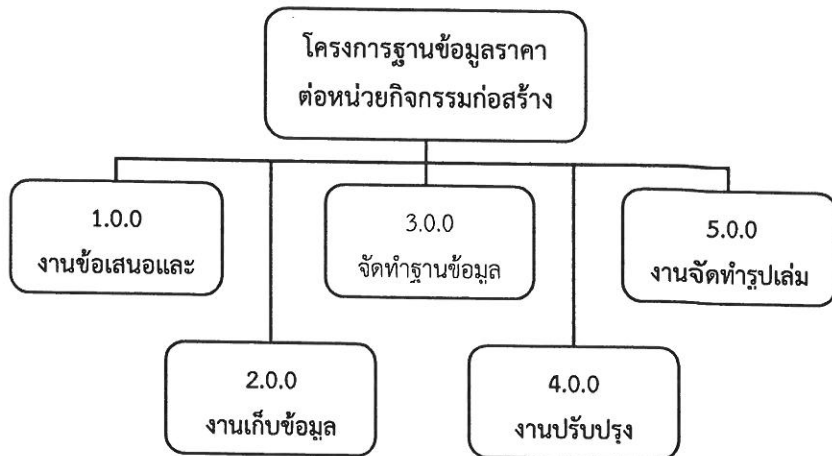 โครงการฐานข้อมูลราคา
ต่อหน่วยกิจกรรมก่อสร้าง
1.0.0
งานข้อเสนอและ
2.0.0
งานเก็บข้อมูล
3.0.0
จัดทำฐานข้อมูล
4.0.0
งานปรับปรุง
5.0.0
งานจัดทำรูปเล่ม